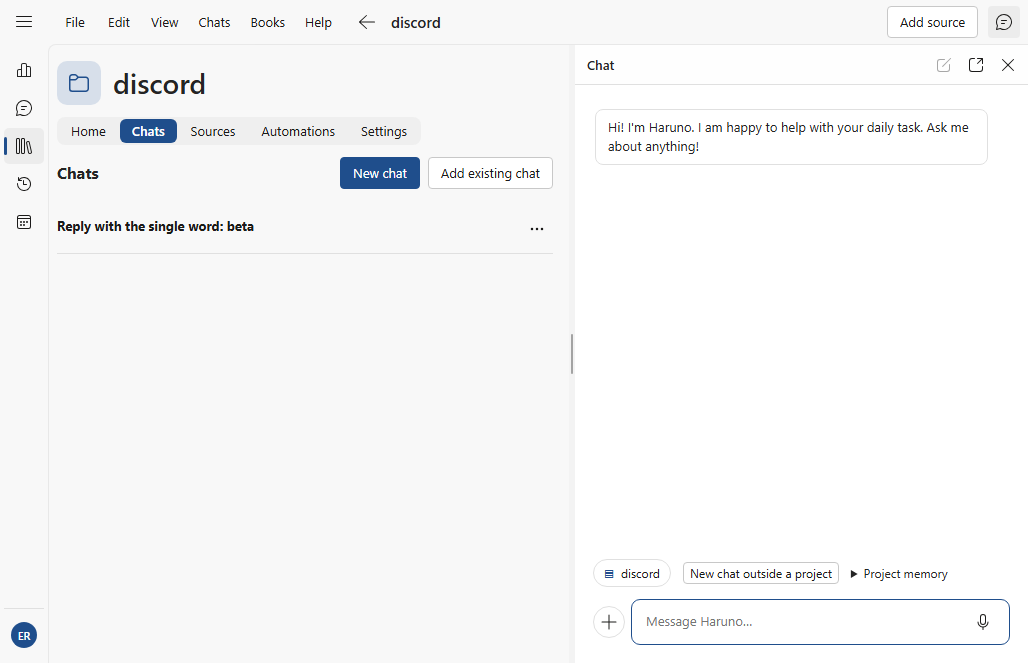 File Edit View Chats Books Help discord Add source
discord
Home Chats Sources Automations Settings
Chats New chat Add existing chat
Reply with the single word: beta
ER
Chat
Hi! I'm Haruno. I am happy to help with your daily task. Ask me
about anything!
discord New chat outside a project Project memory
Message Haruno...